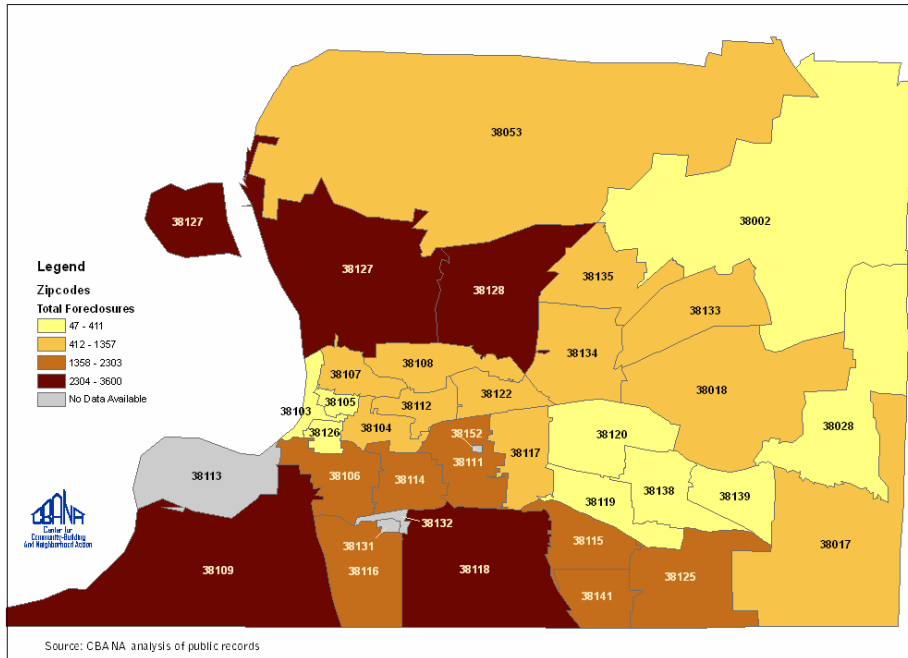 38053
38002
38127
38127
38128
38135
38133
38134
38018
Legend
Zipcodes
Total Foreclosures
47 - 411
412 - 1357
1358 - 2303
2304 - 3600
No Data Available
38107
38108
38105
38122
38103
38112
38126
38104
38152
38117
38120
38028
38113
38106
38114
38111
38119
38138
38139
CBANA
Center for
Community-Building
And Neighborhood Action
38132
38131
38115
38017
38109
38116
38118
38125
38141
Source: CBANA analysis of public records